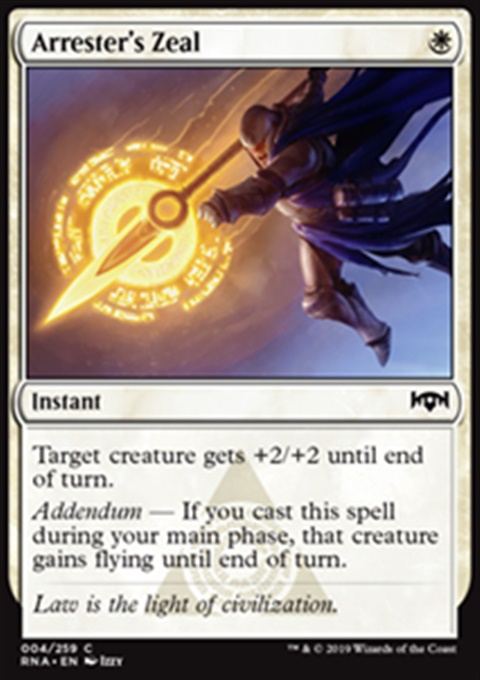 Arrester's Zeal
Instant
Target creature gets +2/+2 until end
of turn.
Addendum — If you cast this spell
during your main phase, that creature
gains flying until end of turn.
Law is the light of civilization.
004/259 C
RNA • EN Izzy
™ & © 2019 Wizards of the Coast